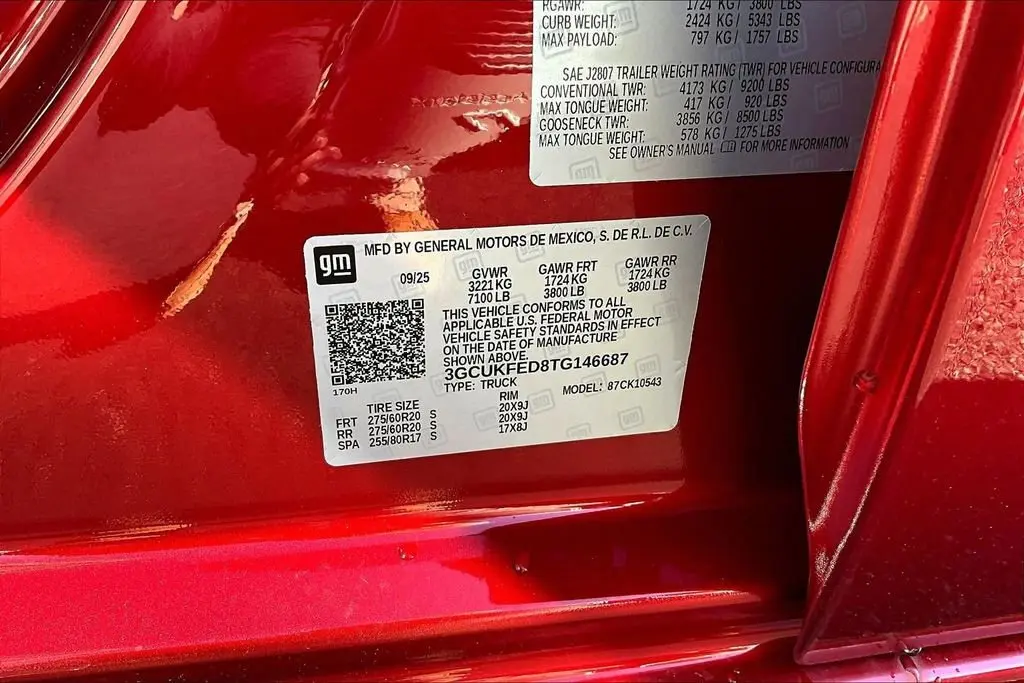 RGAWR: 1724 KG/ 3800 LBS
CURB WEIGHT: 2424 KG/ 5343 LBS
MAX PAYLOAD: 797 KG/ 1757 LBS
SAE J2807 TRAILER WEIGHT RATING (TWR) FOR VEHICLE CONFIGURA
CONVENTIONAL TWR: 4173 KG/ 9200 LBS
MAX TONGUE WEIGHT: 417 KG/ 920 LBS
GOOSENECK TWR: 3856 KG/ 8500 LBS
MAX TONGUE WEIGHT: 578 KG/ 1275 LBS
SEE OWNER'S MANUAL FOR MORE INFORMATION
gm
MFD BY GENERAL MOTORS DE MEXICO, S. DE R.L. DE C.V.
09/25 GVWR GAWR FRT GAWR RR
3221 KG 1724 KG 1724 KG
7100 LB 3800 LB 3800 LB
THIS VEHICLE CONFORMS TO ALL
APPLICABLE U.S. FEDERAL MOTOR
VEHICLE SAFETY STANDARDS IN EFFECT
ON THE DATE OF MANUFACTURE
SHOWN ABOVE.
3GCUKFED8TG146687
170H
TYPE: TRUCK MODEL: 87CK10543
TIRE SIZE RIM
FRT 275/60R20 S 20X9J
RR 275/60R20 S 20X9J
SPA 255/80R17 S 17X8J